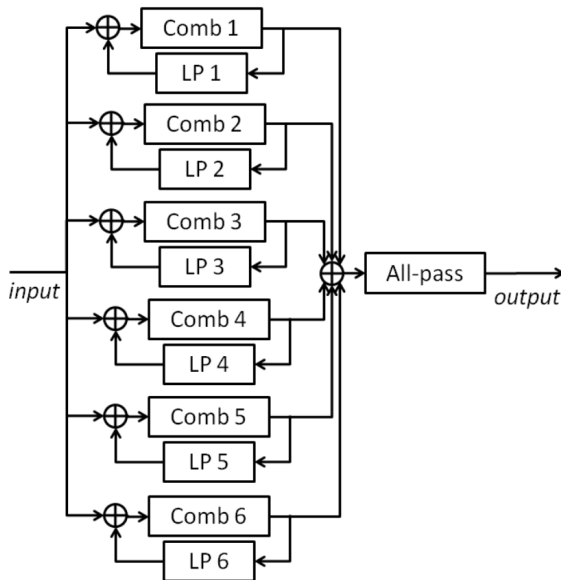 Comb 1
LP 1
Comb 2
LP 2
Comb 3
LP 3
input
All-pass
output
Comb 4
LP 4
Comb 5
LP 5
Comb 6
LP 6